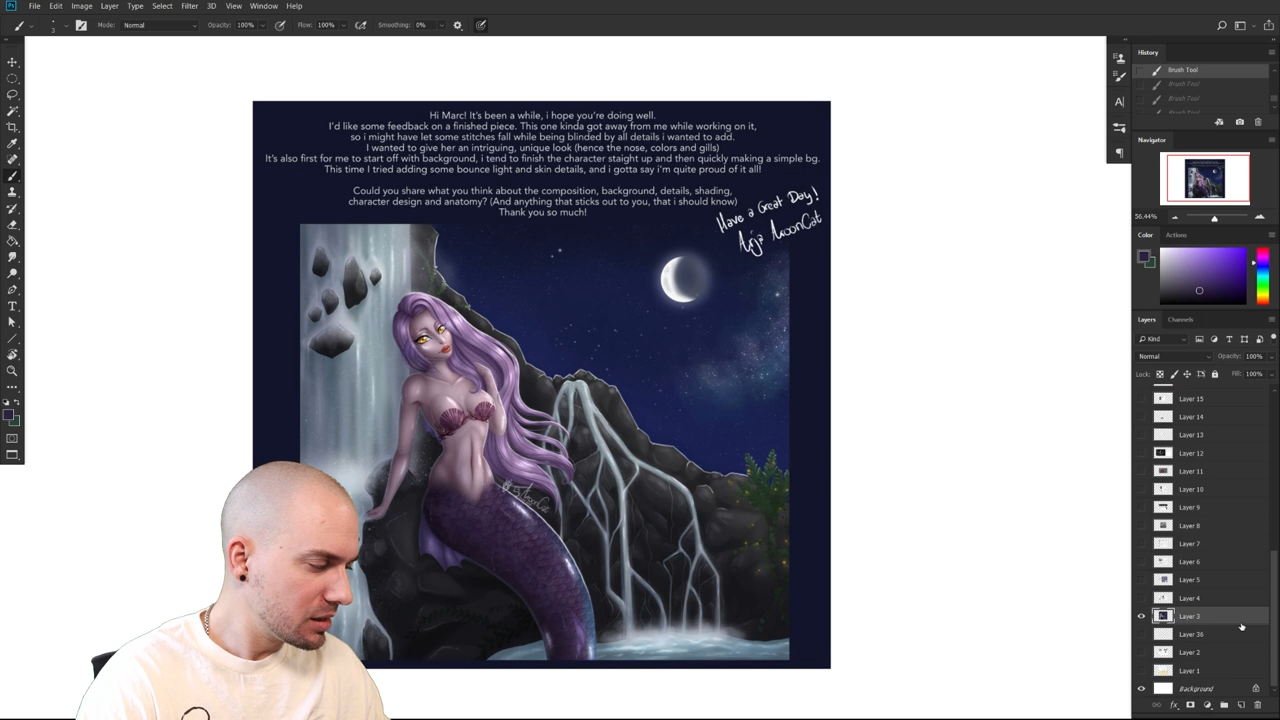 File Edit Image Layer Type Select Filter 3D View Window Help
3 Mode: Normal Opacity: 100% Flow: 100% Smoothing: 0%
History
Brush Tool
Brush Tool
Brush Tool
Brush Tool
Navigator
56.44%
Color Actions
Layers Channels
Kind
Normal Opacity: 100%
Lock: Fill: 100%
Layer 15
Layer 14
Layer 13
Layer 12
Layer 11
Layer 10
Layer 9
Layer 8
Layer 7
Layer 6
Layer 5
Layer 4
Layer 3
Layer 36
Layer 2
Layer 1
Background
Hi Marc! It's been a while, i hope you're doing well.
I'd like some feedback on a finished piece. This one kinda got away from me while working on it,
so i might have let some stitches fall while being blinded by all details i wanted to add.
I wanted to give her an intriguing, unique look (hence the nose, colors and gills)
It's also first for me to start off with background, i tend to finish the character staight up and then quickly making a simple bg.
This time I tried adding some bounce light and skin details, and i gotta say i'm quite proud of it all!
Could you share what you think about the composition, background, details, shading,
character design and anatomy? (And anything that sticks out to you, that i should know)
Thank you so much!
Have a Great Day!
MoonCat
By MoonCat